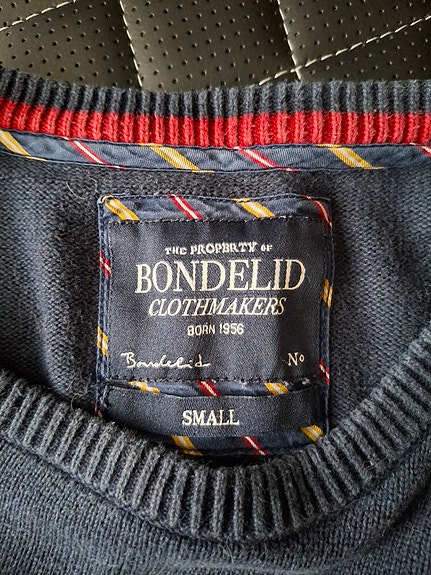 THE PROPERTY OF
BONDELID
CLOTHMAKERS
BORN 1956
Bondelid No
SMALL